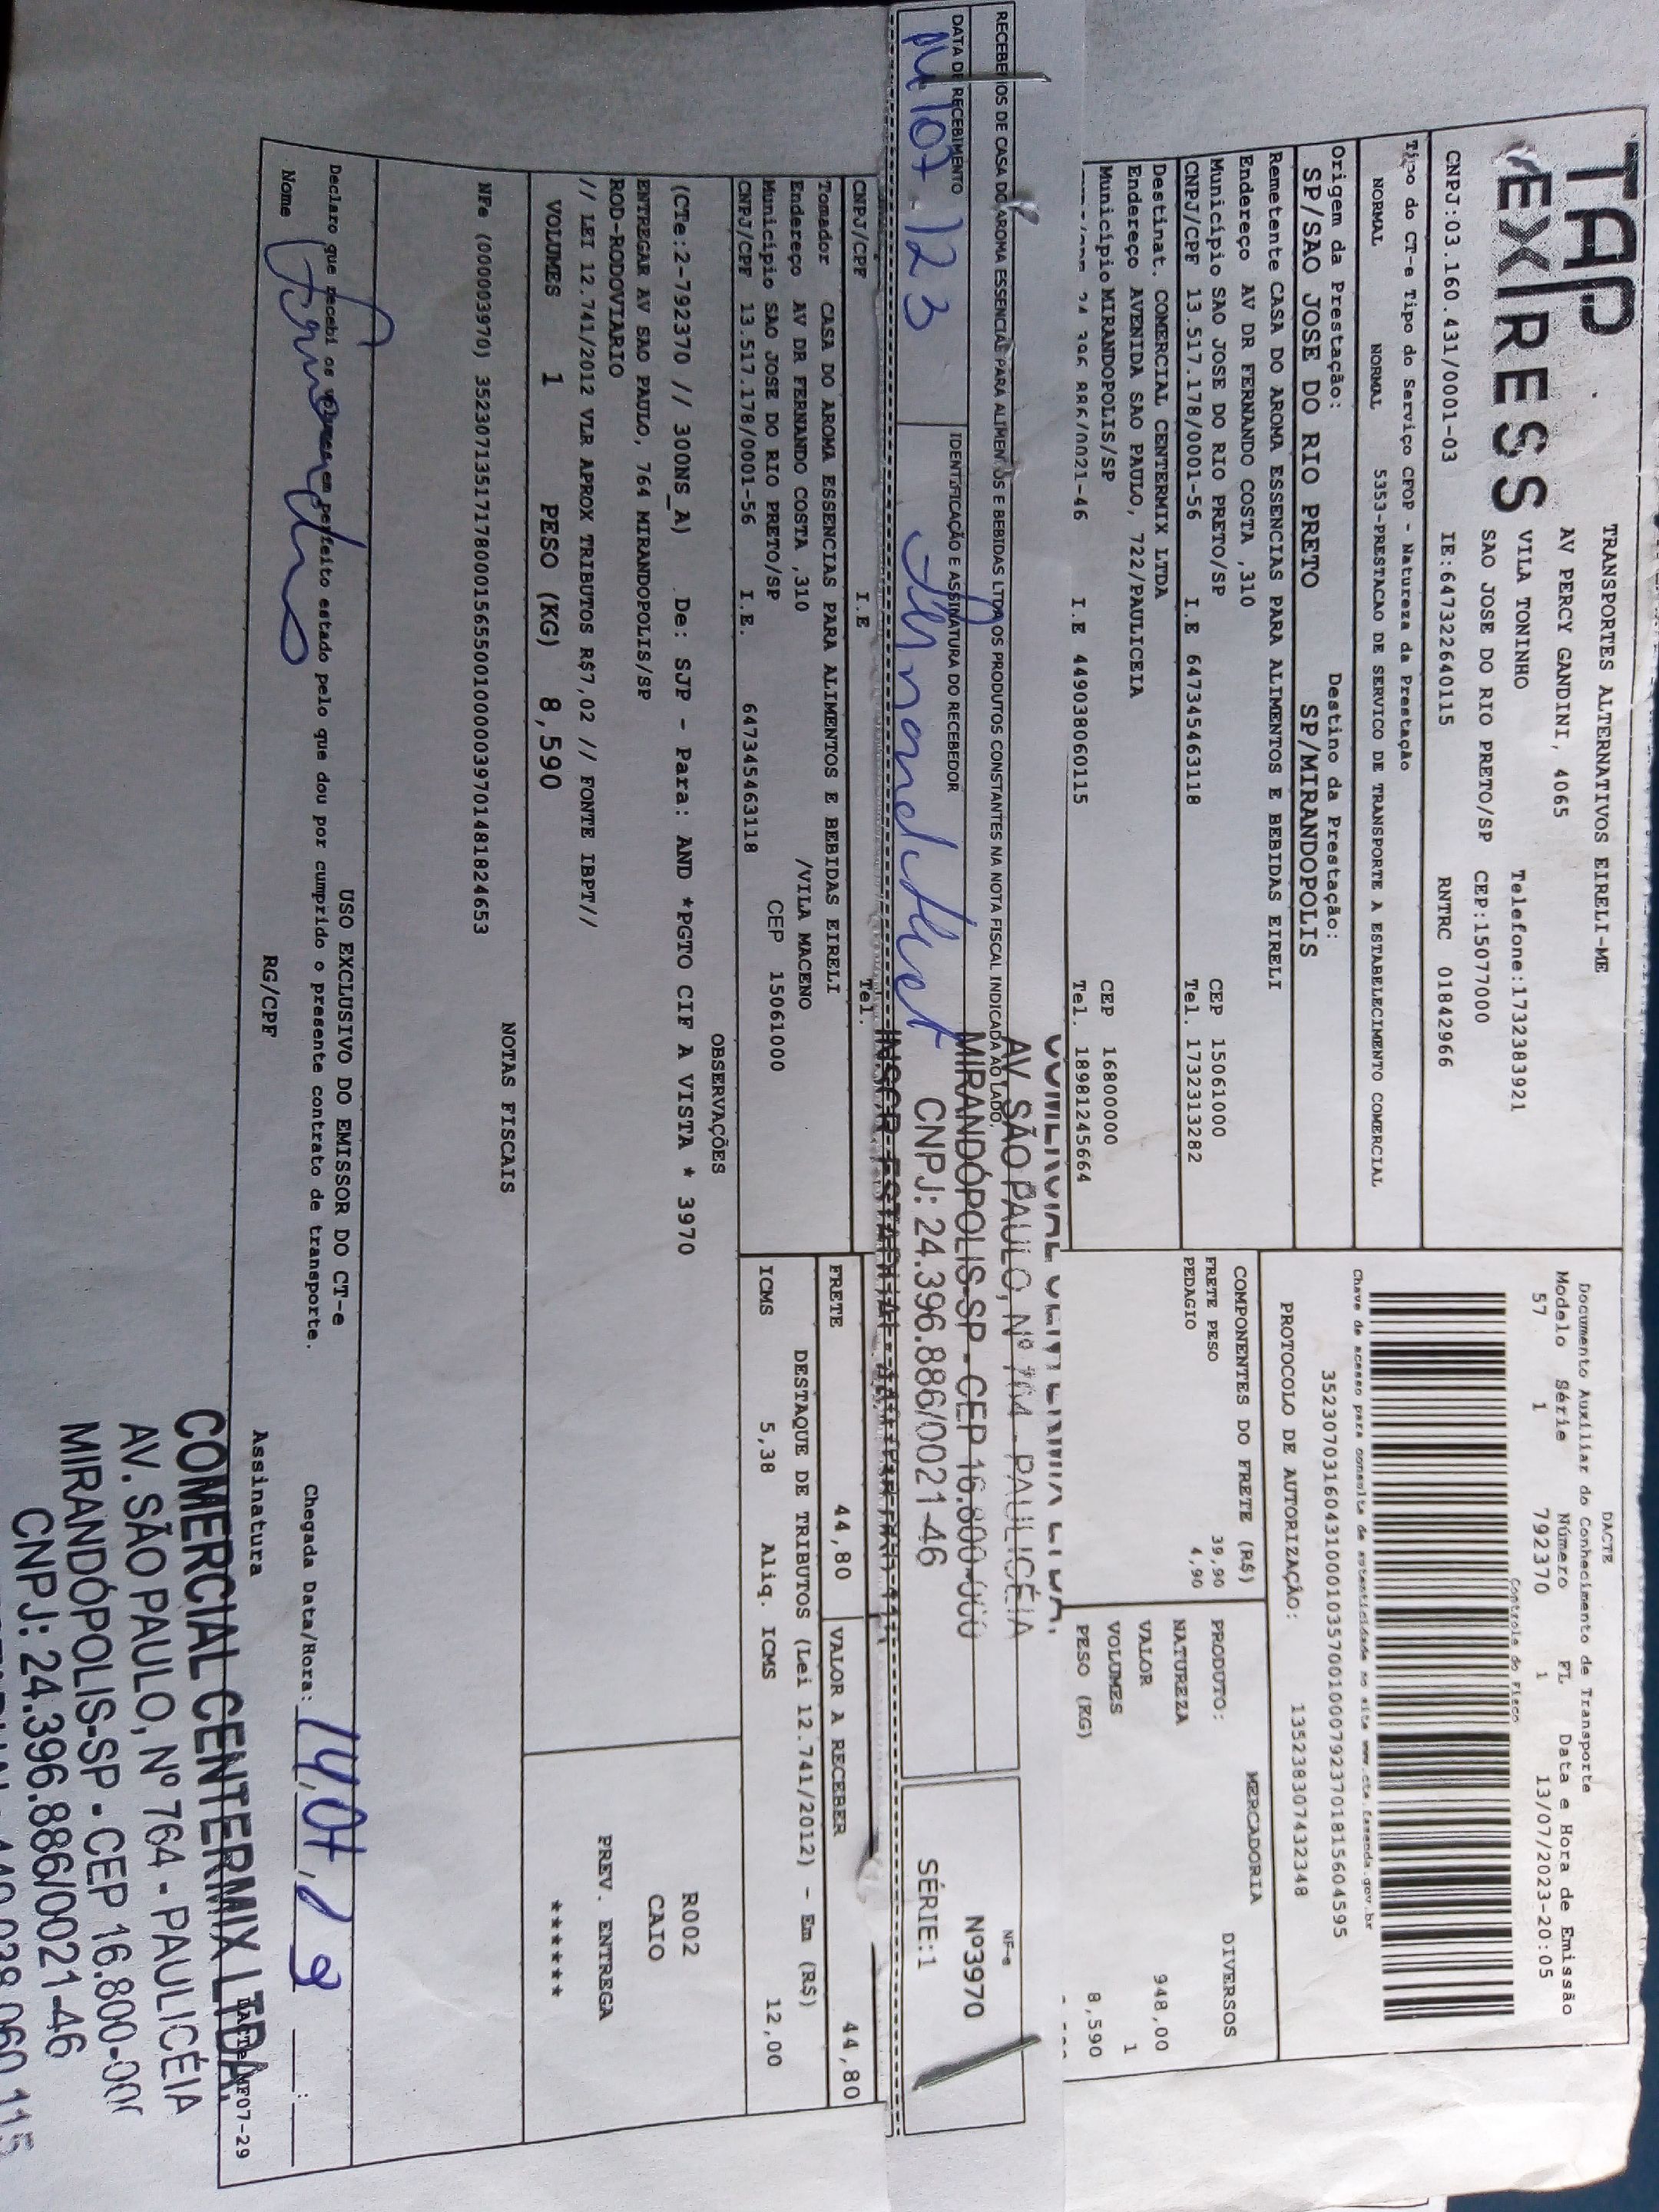 TAP
EXPRESS
TRANSPORTES ALTERNATIVOS EIRELI-ME
AV PERCY GANDINI, 4065
VILA TONINHO Telefone:1732383921
SAO JOSE DO RIO PRETO/SP CEP:15077000
CNPJ:03.160.431/0001-03 IE:647322640115 RNTRC 01842966
DACTE
Documento Auxiliar do Conhecimento de Transporte
Modelo Série Número FL Data e Hora de Emissão
57 1 792370 1 13/07/2023-20:05
Controle do Fisco
Chave de acesso para consulta de autenticidade no site www.cte.fazenda.gov.br
35230703160431000103570010007923701815604595
PROTOCOLO DE AUTORIZAÇÃO: 135238307432348
Tipo do CT-e Tipo do Serviço CFOP - Natureza da Prestação
NORMAL NORMAL 5353-PRESTACAO DE SERVICO DE TRANSPORTE A ESTABELECIMENTO COMERCIAL
Origem da Prestação: Destino da Prestação:
SP/SAO JOSE DO RIO PRETO SP/MIRANDOPOLIS
Remetente CASA DO AROMA ESSENCIAS PARA ALIMENTOS E BEBIDAS EIRELI
Endereço AV DR FERNANDO COSTA ,310
Município SAO JOSE DO RIO PRETO/SP CEP 15061000
CNPJ/CPF 13.517.178/0001-56 I.E 647345463118 Tel. 1732313282
Destinat. COMERCIAL CENTERMIX LTDA
Endereço AVENIDA SAO PAULO, 722/PAULICEIA
Município MIRANDOPOLIS/SP CEP 16800000
24.396.886/0021-46 I.E 449038060115 Tel. 18981245664
COMPONENTES DO FRETE (R$)
FRETE PESO 39,90
PEDAGIO 4,90
MERCADORIA
PRODUTO: DIVERSOS
NATUREZA
VALOR 948,00
VOLUMES 1
PESO (KG) 8,590
RECEBEMOS DE CASA DO AROMA ESSENCIAL PARA ALIMENTOS E BEBIDAS LTDA OS PRODUTOS CONSTANTES NA NOTA FISCAL INDICADA AO LADO.
DATA DE RECEBIMENTO IDENTIFICAÇÃO E ASSINATURA DO RECEBEDOR
NF-e
Nº3970
SÉRIE:1
COMERCIAL CENTERMIX LTDA.
AV. SÃO PAULO, Nº 764 - PAULICÉIA
MIRANDÓPOLIS-SP - CEP 16.800-000
CNPJ: 24.396.886/0021-46
CNPJ/CPF I.E Tel.
Tomador CASA DO AROMA ESSENCIAS PARA ALIMENTOS E BEBIDAS EIRELI
Endereço AV DR FERNANDO COSTA ,310 /VILA MACENO
Município SAO JOSE DO RIO PRETO/SP CEP 15061000
CNPJ/CPF 13.517.178/0001-56 I.E. 647345463118
FRETE 44,80 VALOR A RECEBER 44,80
DESTAQUE DE TRIBUTOS (Lei 12.741/2012) - Em (R$)
ICMS 5,38 Aliq. ICMS 12,00
OBSERVAÇÕES
(CTe:2-792370 // 300NS_A) De: SJP - Para: AND *PGTO CIF A VISTA * 3970
ENTREGAR AV SAO PAULO, 764 MIRANDOPOLIS/SP
ROD-RODOVIARIO
// LEI 12.741/2012 VLR APROX TRIBUTOS R$7,02 // FONTE IBPT//
VOLUMES 1 PESO (KG) 8,590
R002
CAIO
PREV. ENTREGA
*******
NOTAS FISCAIS
NFe (000003970) 35230713517178000156550010000039701481824653
USO EXCLUSIVO DO EMISSOR DO CT-e
Declaro que recebi os volumes em perfeito estado pelo que dou por cumprido o presente contrato de transporte.
Chegada Data/Hora: 14/07
Nome RG/CPF Assinatura
COMERCIAL CENTERMIX LTDA.
AV. SÃO PAULO, Nº 764 - PAULICÉIA
MIRANDÓPOLIS-SP - CEP 16.800-000
CNPJ: 24.396.886/0021-46